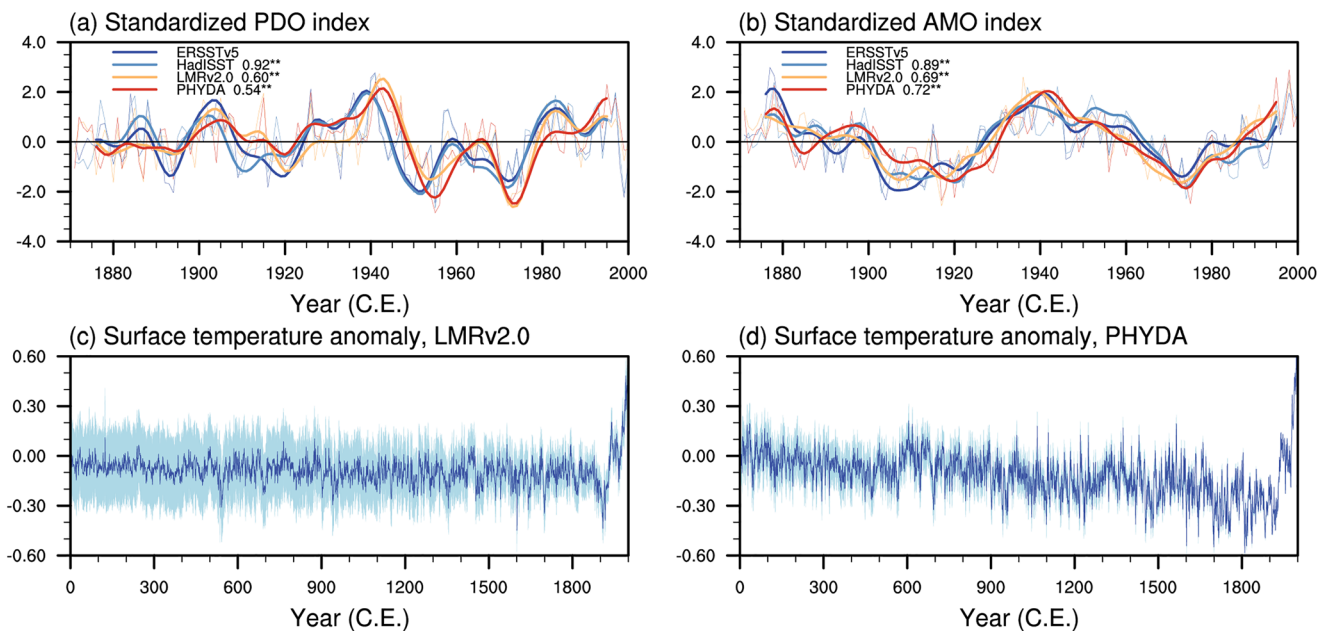 (a) Standardized PDO index
4.0
2.0
0.0
-2.0
-4.0
ERSSTv5
HadISST 0.92**
LMRv2.0 0.60**
PHYDA 0.54**
1880 1900 1920 1940 1960 1980 2000
Year (C.E.)
(b) Standardized AMO index
4.0
2.0
0.0
-2.0
-4.0
ERSSTv5
HadISST 0.89**
LMRv2.0 0.69**
PHYDA 0.72**
1880 1900 1920 1940 1960 1980 2000
Year (C.E.)
(c) Surface temperature anomaly, LMRv2.0
0.60
0.30
0.00
-0.30
-0.60
0 300 600 900 1200 1500 1800
Year (C.E.)
(d) Surface temperature anomaly, PHYDA
0.60
0.30
0.00
-0.30
-0.60
0 300 600 900 1200 1500 1800
Year (C.E.)